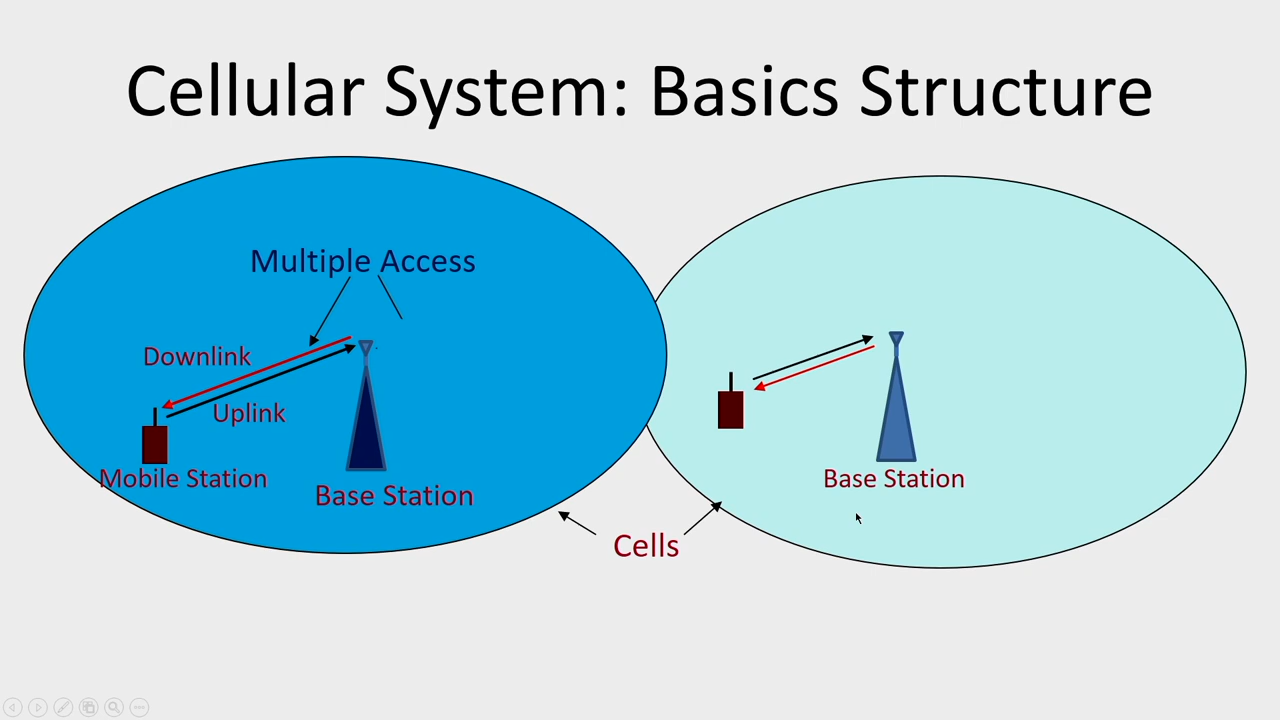 Cellular System: Basics Structure
Multiple Access
Downlink
Uplink
Mobile Station
Base Station
Base Station
Cells